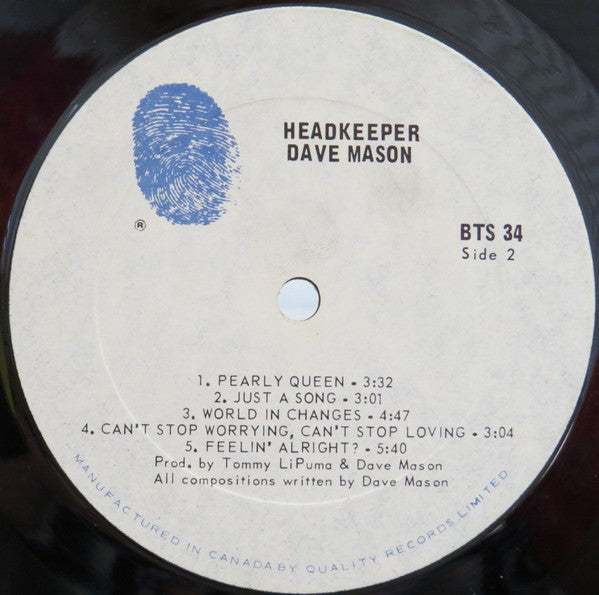 HEADKEEPER
DAVE MASON
®
BTS 34
Side 2
1. PEARLY QUEEN - 3:32
2. JUST A SONG - 3:01
3. WORLD IN CHANGES - 4:47
4. CAN'T STOP WORRYING, CAN'T STOP LOVING - 3:04
5. FEELIN' ALRIGHT? - 5:40
Prod. by Tommy LiPuma & Dave Mason
All compositions written by Dave Mason
MANUFACTURED IN CANADA BY QUALITY RECORDS LIMITED